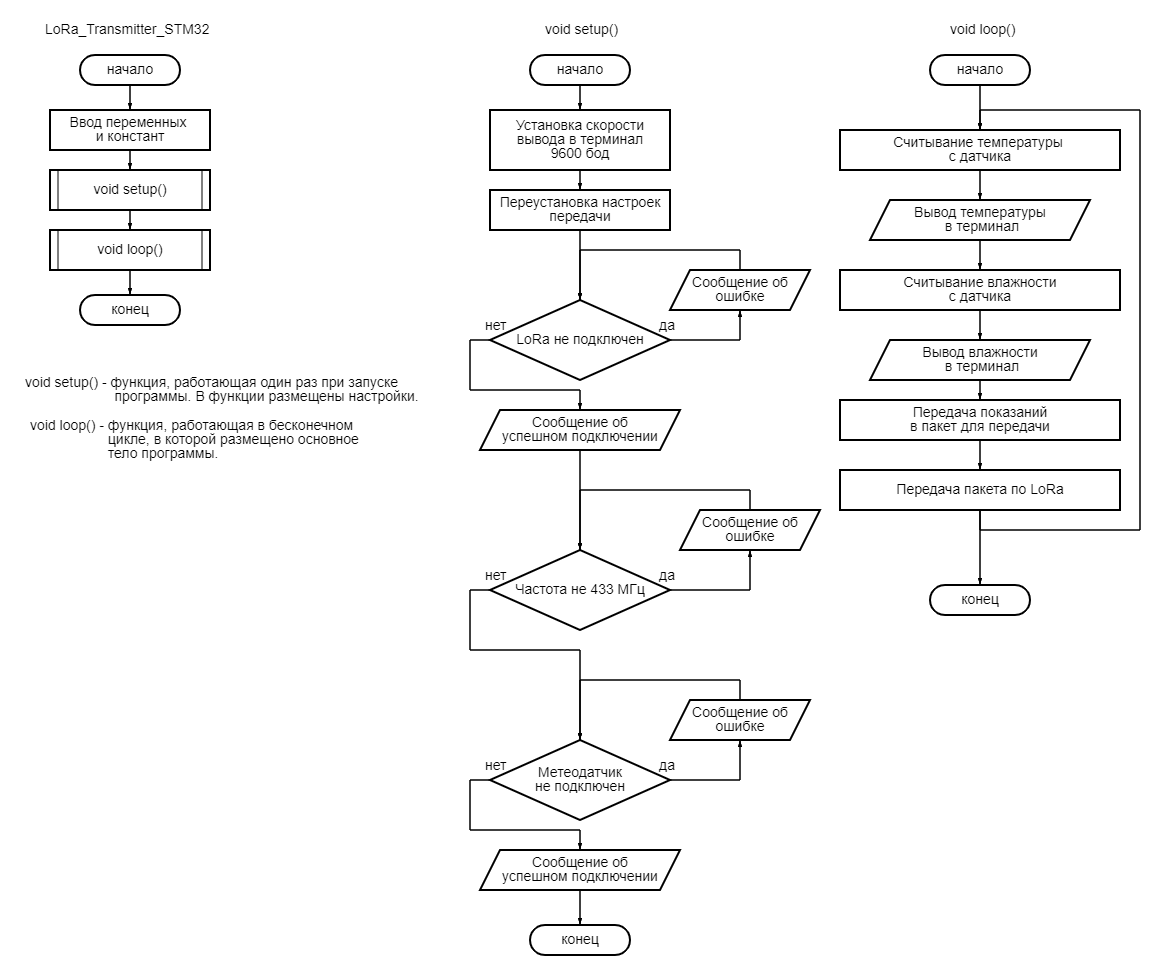 LoRa_Transmitter_STM32
начало
Ввод переменных
и констант
void setup()
void loop()
конец
void setup() - функция, работающая один раз при запуске
программы. В функции размещены настройки.
void loop() - функция, работающая в бесконечном
цикле, в которой размещено основное
тело программы.
void setup()
начало
Установка скорости
вывода в терминал
9600 бод
Переустановка настроек
передачи
Сообщение об
ошибке
нет
да
LoRa не подключен
Сообщение об
успешном подключении
Сообщение об
ошибке
нет
да
Частота не 433 МГц
Сообщение об
ошибке
нет
да
Метеодатчик
не подключен
Сообщение об
успешном подключении
конец
void loop()
начало
Считывание температуры
с датчика
Вывод температуры
в терминал
Считывание влажности
с датчика
Вывод влажности
в терминал
Передача показаний
в пакет для передачи
Передача пакета по LoRa
конец